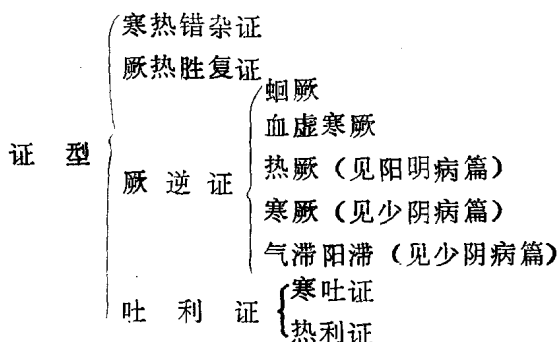 寒热错杂证
厥热胜复证
证型
厥逆证
蛔厥
血虚寒厥
热厥（见阳明病篇）
寒厥（见少阴病篇）
气滞阳滞（见少阴病篇）
吐利证
寒吐证
热利证